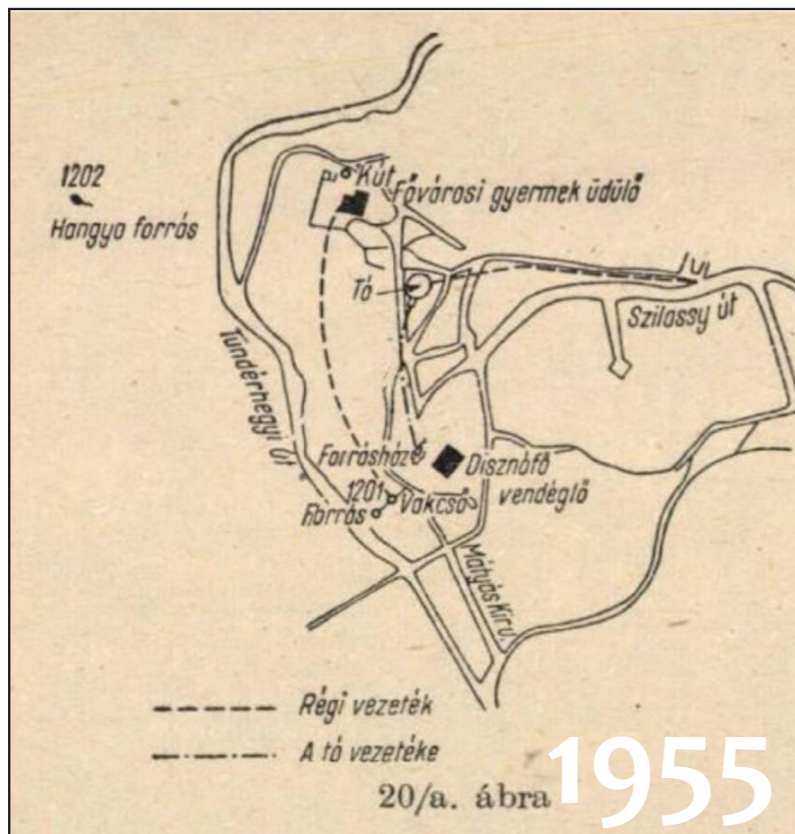 1202
Hangya forrás
Kút
Fővárosi gyermek üdülő
Tó
Szilassy út
Tündérhegyi út
Forrásház
Disznófő
vendéglő
1201
Vakcső
Forrás
Mátyás Kir u.
Régi vezeték
A tó vezetéke
20/a. ábra
1955